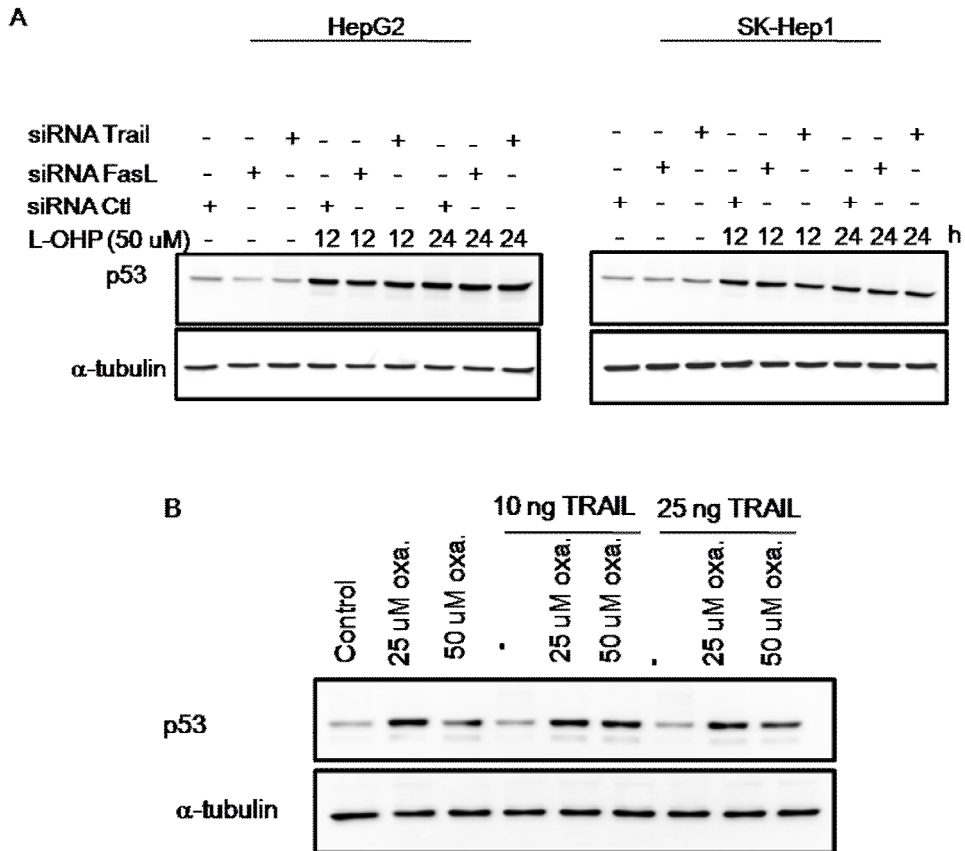 A
HepG2 SK-Hep1
siRNA Trail - - + - - + - - + - - + - - + - - +
siRNA FasL - + - - + - - + - - + - - + - - + -
siRNA Ctl + - - + - - + - - + - - + - - + - -
L-OHP (50 uM) - - - 12 12 12 24 24 24 - - - 12 12 12 24 24 24 h
p53
α-tubulin
B
10 ng TRAIL 25 ng TRAIL
Control 25 uM oxa. 50 uM oxa. - 25 uM oxa. 50 uM oxa. - 25 uM oxa. 50 uM oxa.
p53
α-tubulin